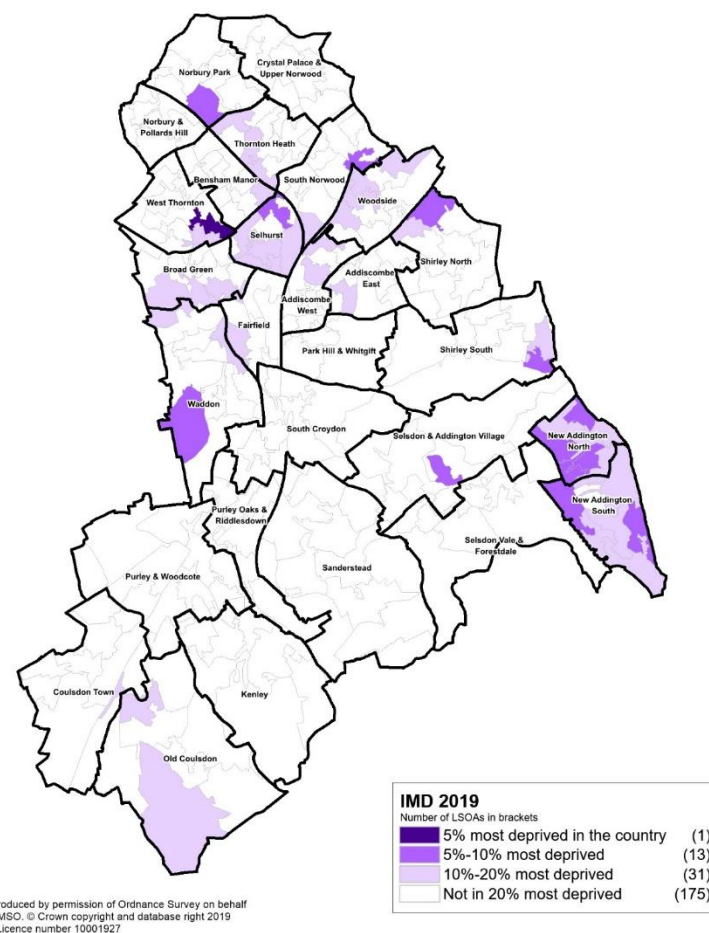 Crystal Palace &
Upper Norwood
Norbury Park
Norbury &
Pollards Hill
Thornton Heath
Bensham Manor
South Norwood
West Thornton
Woodside
Selhurst
Broad Green
Shirley North
Addiscombe
East
Addiscombe
West
Fairfield
Park Hill & Whitgift
Shirley South
Waddon
South Croydon
Selsdon & Addington Village
New Addington
North
New Addington
South
Purley Oaks &
Riddlesdown
Selsdon Vale &
Forestdale
Sanderstead
Purley & Woodcote
Coulsdon Town
Kenley
Old Coulsdon
IMD 2019
Number of LSOAs in brackets
5% most deprived in the country (1)
5%-10% most deprived (13)
10%-20% most deprived (31)
Not in 20% most deprived (175)
roduced by permission of Ordnance Survey on behalf
MSO. © Crown copyright and database right 2019
Licence number 10001927